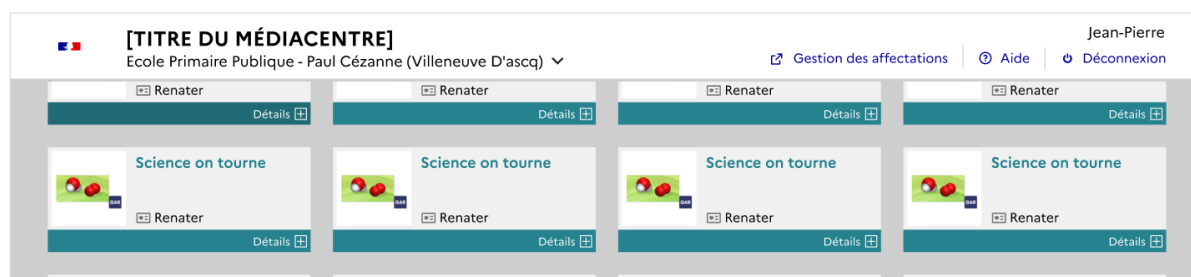 Jean-Pierre
[TITRE DU MÉDIACENTRE]
Ecole Primaire Publique - Paul Cézanne (Villeneuve D'ascq)
Gestion des affectations Aide Déconnexion
Renater Renater Renater Renater
Détails Détails Détails Détails
Science on tourne Science on tourne Science on tourne Science on tourne
GAR GAR GAR GAR
Renater Renater Renater Renater
Détails Détails Détails Détails